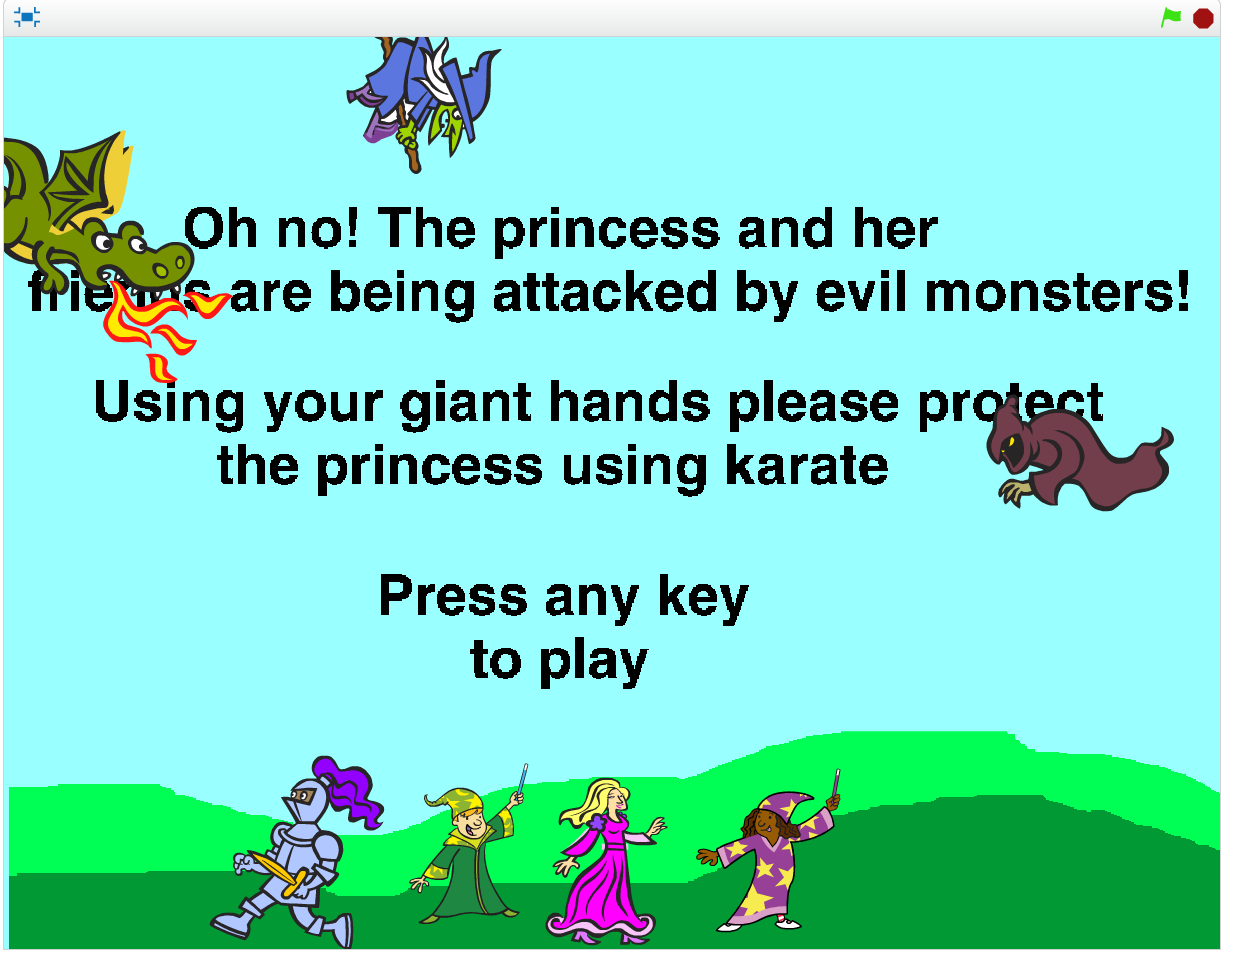 Oh no! The princess and her
friends are being attacked by evil monsters!
Using your giant hands please protect
the princess using karate
Press any key
to play